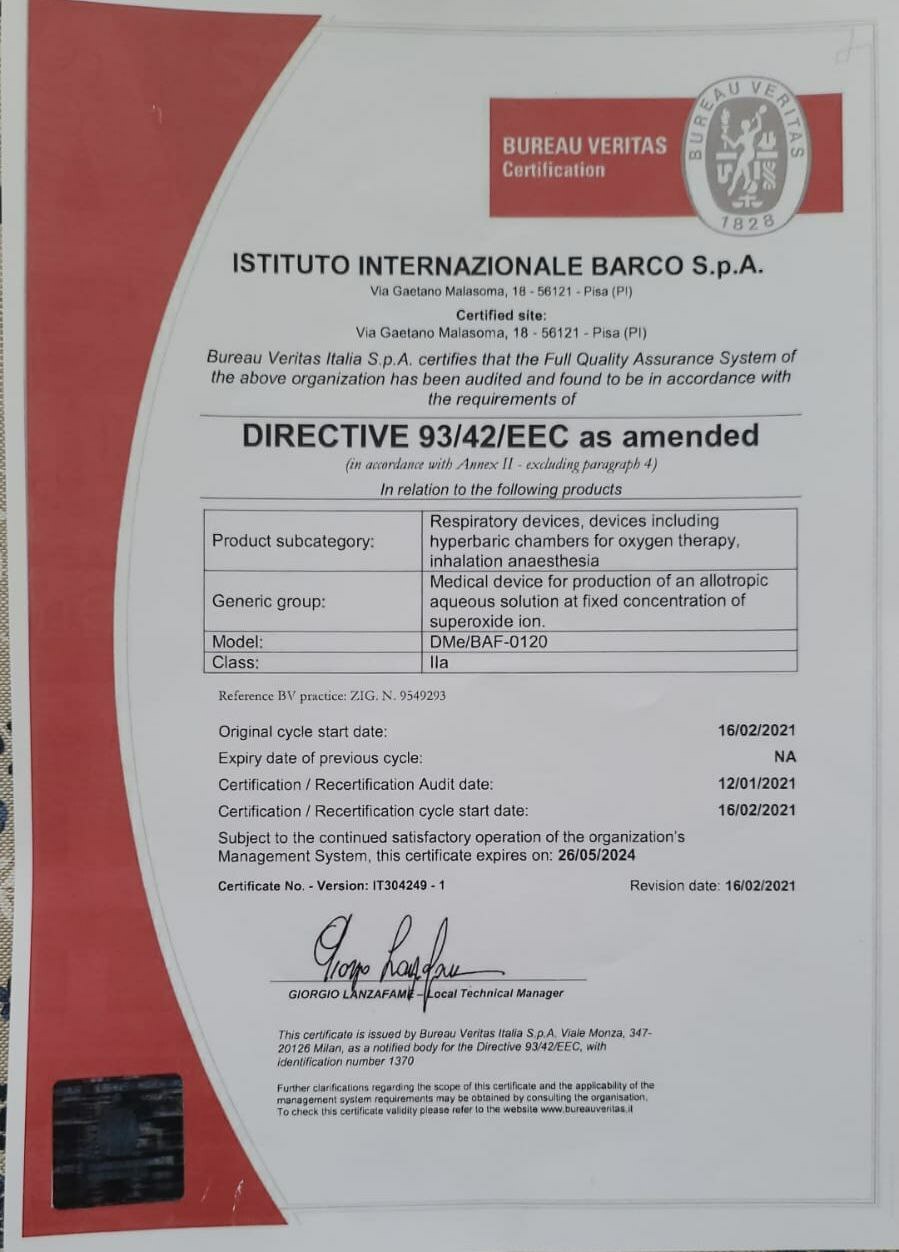 BUREAU VERITAS
Certification
BUREAU VERITAS
1828
ISTITUTO INTERNAZIONALE BARCO S.p.A.
Via Gaetano Malasoma, 18 - 56121 - Pisa (PI)
Certified site:
Via Gaetano Malasoma, 18 - 56121 - Pisa (PI)
Bureau Veritas Italia S.p.A. certifies that the Full Quality Assurance System of
the above organization has been audited and found to be in accordance with
the requirements of
DIRECTIVE 93/42/EEC as amended
(in accordance with Annex II - excluding paragraph 4)
In relation to the following products
Product subcategory:
Respiratory devices, devices including
hyperbaric chambers for oxygen therapy,
inhalation anaesthesia
Generic group:
Medical device for production of an allotropic
aqueous solution at fixed concentration of
superoxide ion.
Model: DMe/BAF-0120
Class: IIa
Reference BV practice: ZIG. N. 9549293
Original cycle start date: 16/02/2021
Expiry date of previous cycle: NA
Certification / Recertification Audit date: 12/01/2021
Certification / Recertification cycle start date: 16/02/2021
Subject to the continued satisfactory operation of the organization's
Management System, this certificate expires on: 26/05/2024
Certificate No. - Version: IT304249 - 1 Revision date: 16/02/2021
GIORGIO LANZAFAME - Local Technical Manager
This certificate is issued by Bureau Veritas Italia S.p.A. Viale Monza, 347-
20126 Milan, as a notified body for the Directive 93/42/EEC, with
identification number 1370
Further clarifications regarding the scope of this certificate and the applicability of the
management system requirements may be obtained by consulting the organisation.
To check this certificate validity please refer to the website www.bureauveritas.it